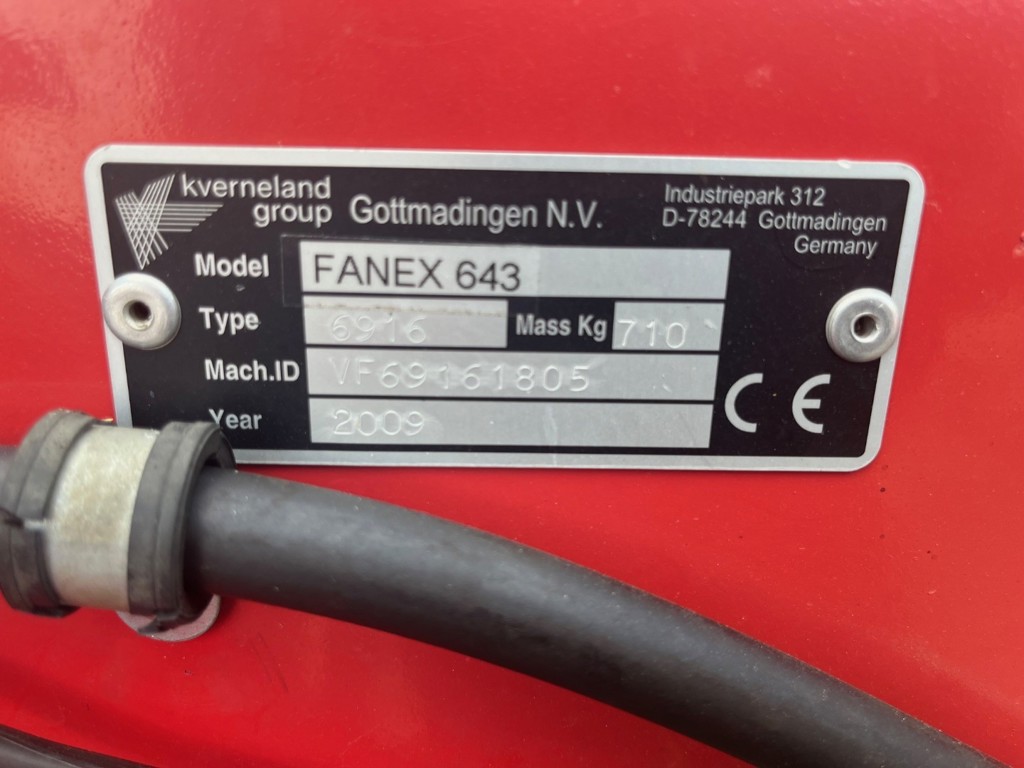 kverneland
group
Gottmadingen N.V.
Industriepark 312
D-78244 Gottmadingen
Germany
Model FANEX 643
Type 6916 Mass Kg 710
Mach.ID VF69161805
Year 2009
CE